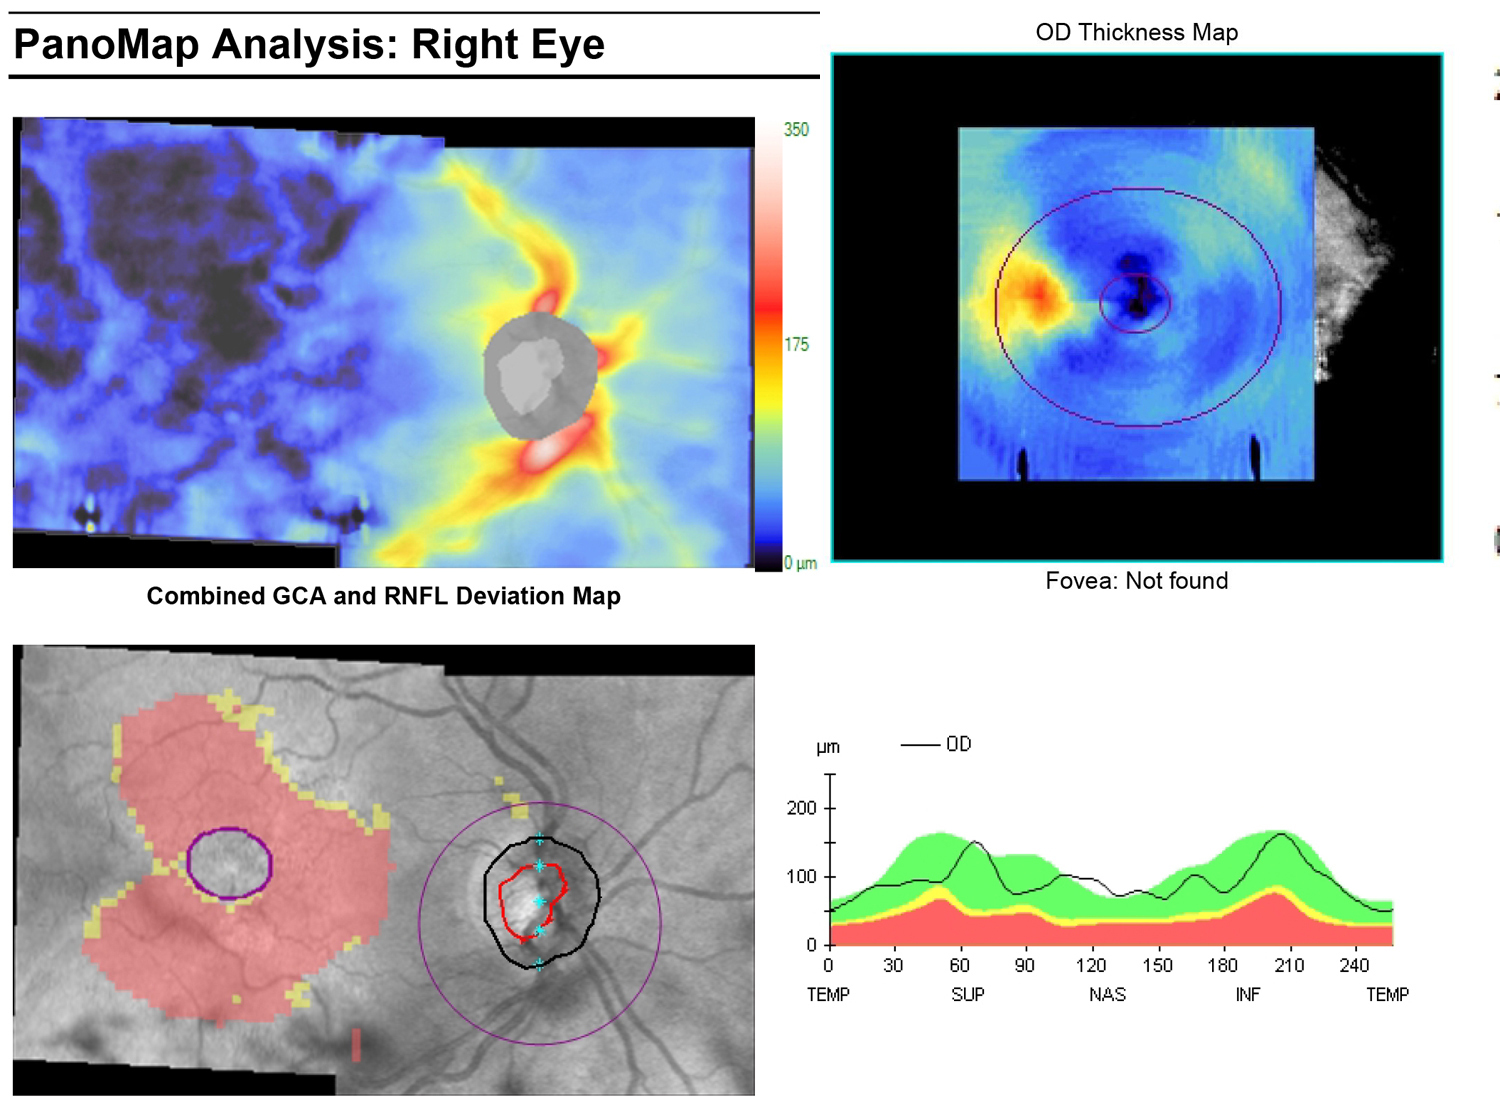 PanoMap Analysis: Right Eye
OD Thickness Map
350
175
0 µm
Fovea: Not found
Combined GCA and RNFL Deviation Map
µm
OD
200
100
0
0 30 60 90 120 150 180 210 240
TEMP SUP NAS INF TEMP